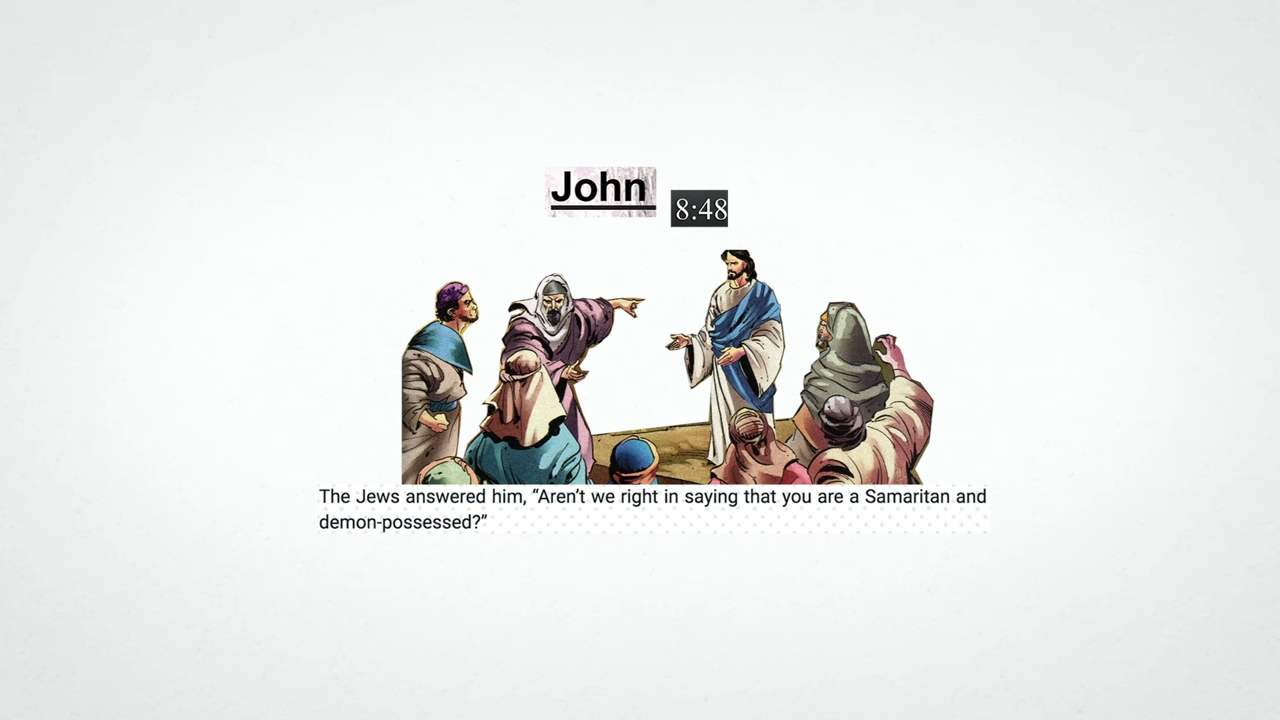 John
8:48
The Jews answered him, “Aren’t we right in saying that you are a Samaritan and
demon-possessed?”